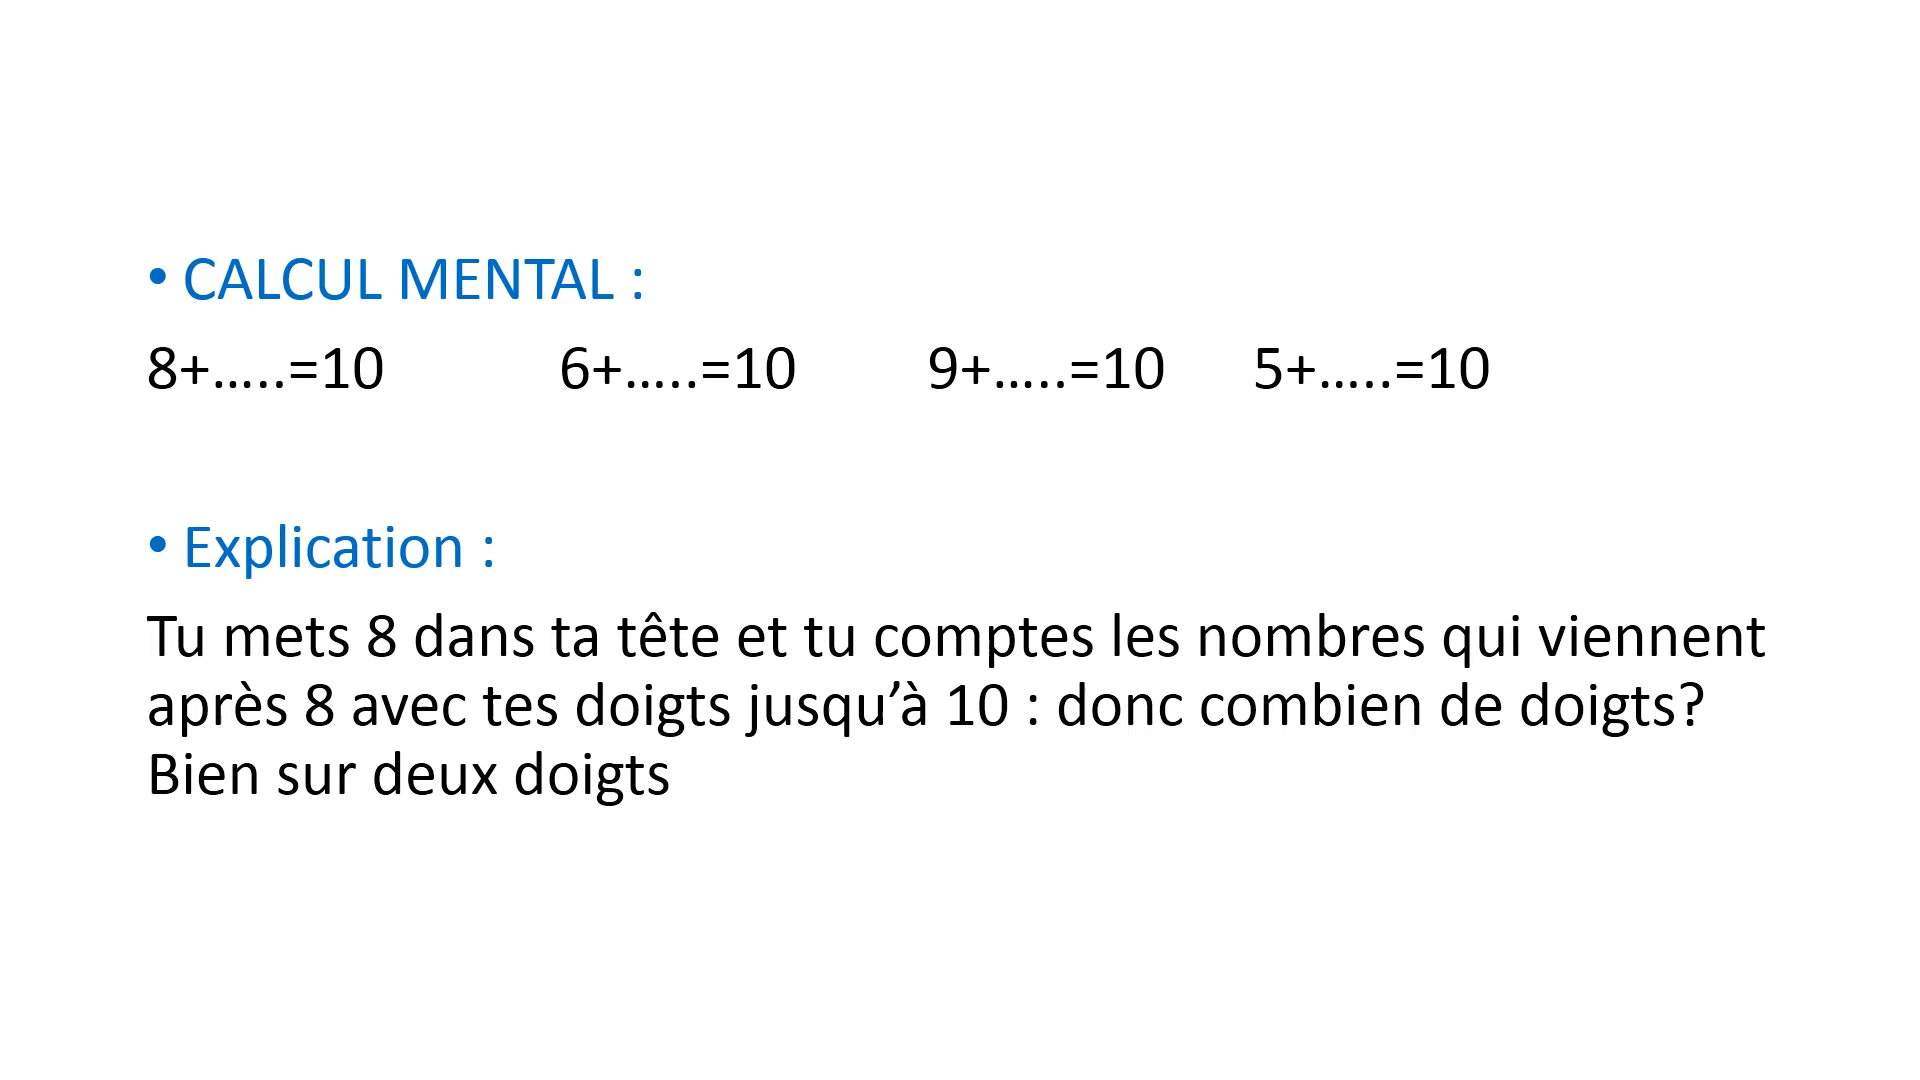 • CALCUL MENTAL :
8+…..=10 6+…..=10 9+…..=10 5+…..=10
• Explication :
Tu mets 8 dans ta tête et tu comptes les nombres qui viennent
après 8 avec tes doigts jusqu’à 10 : donc combien de doigts?
Bien sur deux doigts